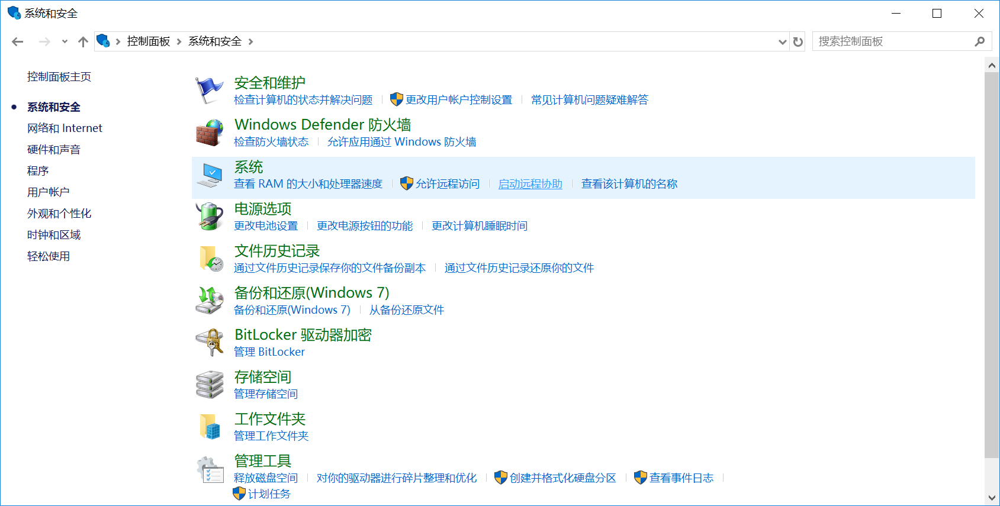 系统和安全
控制面板 系统和安全
搜索控制面板
控制面板主页
系统和安全
网络和 Internet
硬件和声音
程序
用户帐户
外观和个性化
时钟和区域
轻松使用
安全和维护
检查计算机的状态并解决问题 更改用户帐户控制设置 常见计算机问题疑难解答
Windows Defender 防火墙
检查防火墙状态 允许应用通过 Windows 防火墙
系统
查看 RAM 的大小和处理器速度 允许远程访问 启动远程协助 查看该计算机的名称
电源选项
更改电池设置 更改电源按钮的功能 更改计算机睡眠时间
文件历史记录
通过文件历史记录保存你的文件备份副本 通过文件历史记录还原你的文件
备份和还原(Windows 7)
备份和还原(Windows 7) 从备份还原文件
BitLocker 驱动器加密
管理 BitLocker
存储空间
管理存储空间
工作文件夹
管理工作文件夹
管理工具
释放磁盘空间 对你的驱动器进行碎片整理和优化 创建并格式化硬盘分区 查看事件日志
计划任务